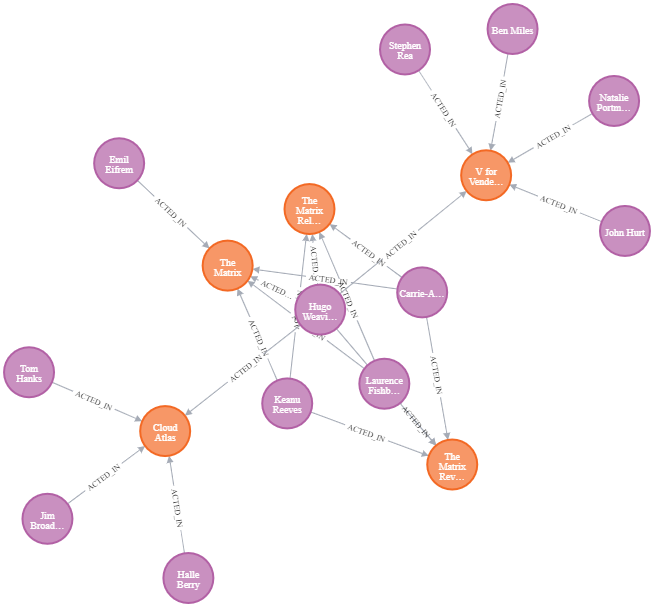 Ben Miles
Stephen
Rea
ACTED_IN
ACTED_IN
Natalie
Portm...
ACTED_IN
Emil
Eifrem
V for
Vende...
ACTED_IN
ACTED_IN
The
Matrix
Rel...
John Hurt
ACTED_IN
ACTED_IN
The
Matrix
ACTED
ACTED_IN
ACTED...
Carrie-A...
Hugo
Weavi...
ACTED_IN
ACTED_IN
Tom
Hanks
ACTED_IN
ACTED_IN
Laurence
Fishb...
ACTED_IN
Keanu
Reeves
ACTED_IN
ACTED_IN
ACTED_IN
Cloud
Atlas
The
Matrix
Rev...
ACTED_IN
ACTED_IN
Jim
Broad...
Halle
Berry